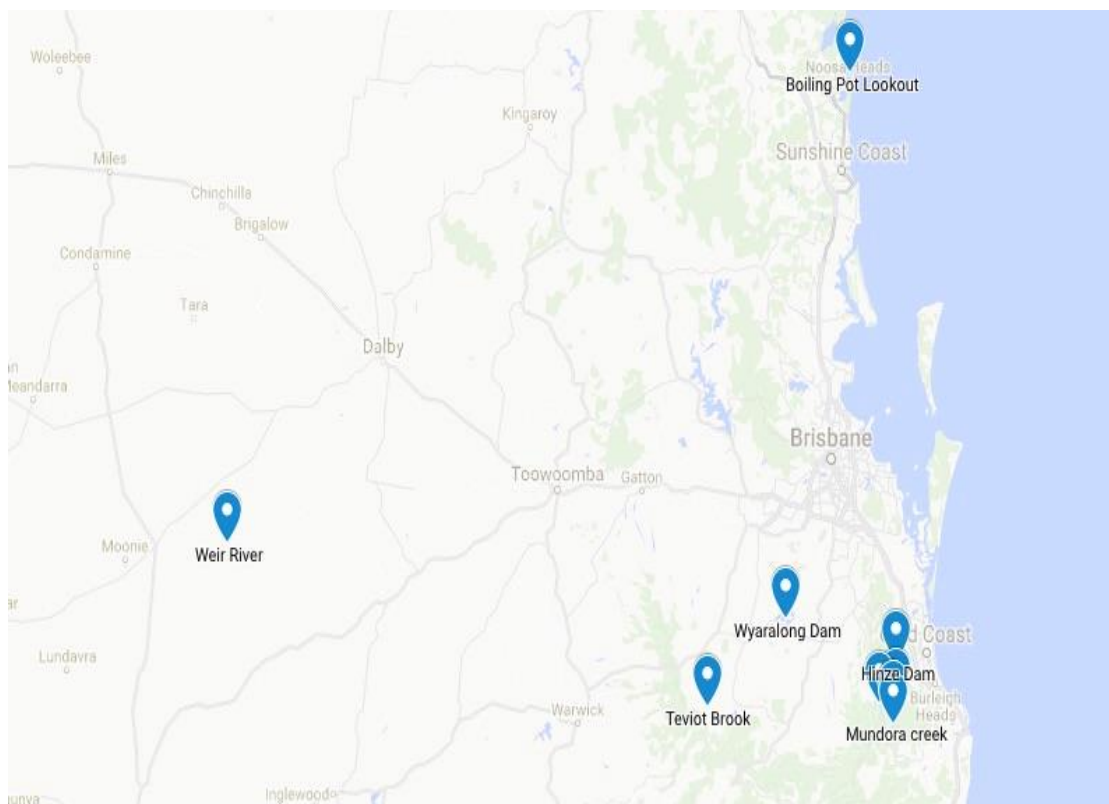 Woleebee
Noosa Heads
Boiling Pot Lookout
Kingaroy
Sunshine Coast
Miles
Chinchilla
Brigalow
Condamine
Tara
Dalby
Meandarra
Brisbane
Toowoomba
Gatton
Moonie
Weir River
Wyaralong Dam
Coast
Lundavra
Hinze Dam
Burleigh
Heads
Teviot Brook
Warwick
Mundora creek
Inglewood